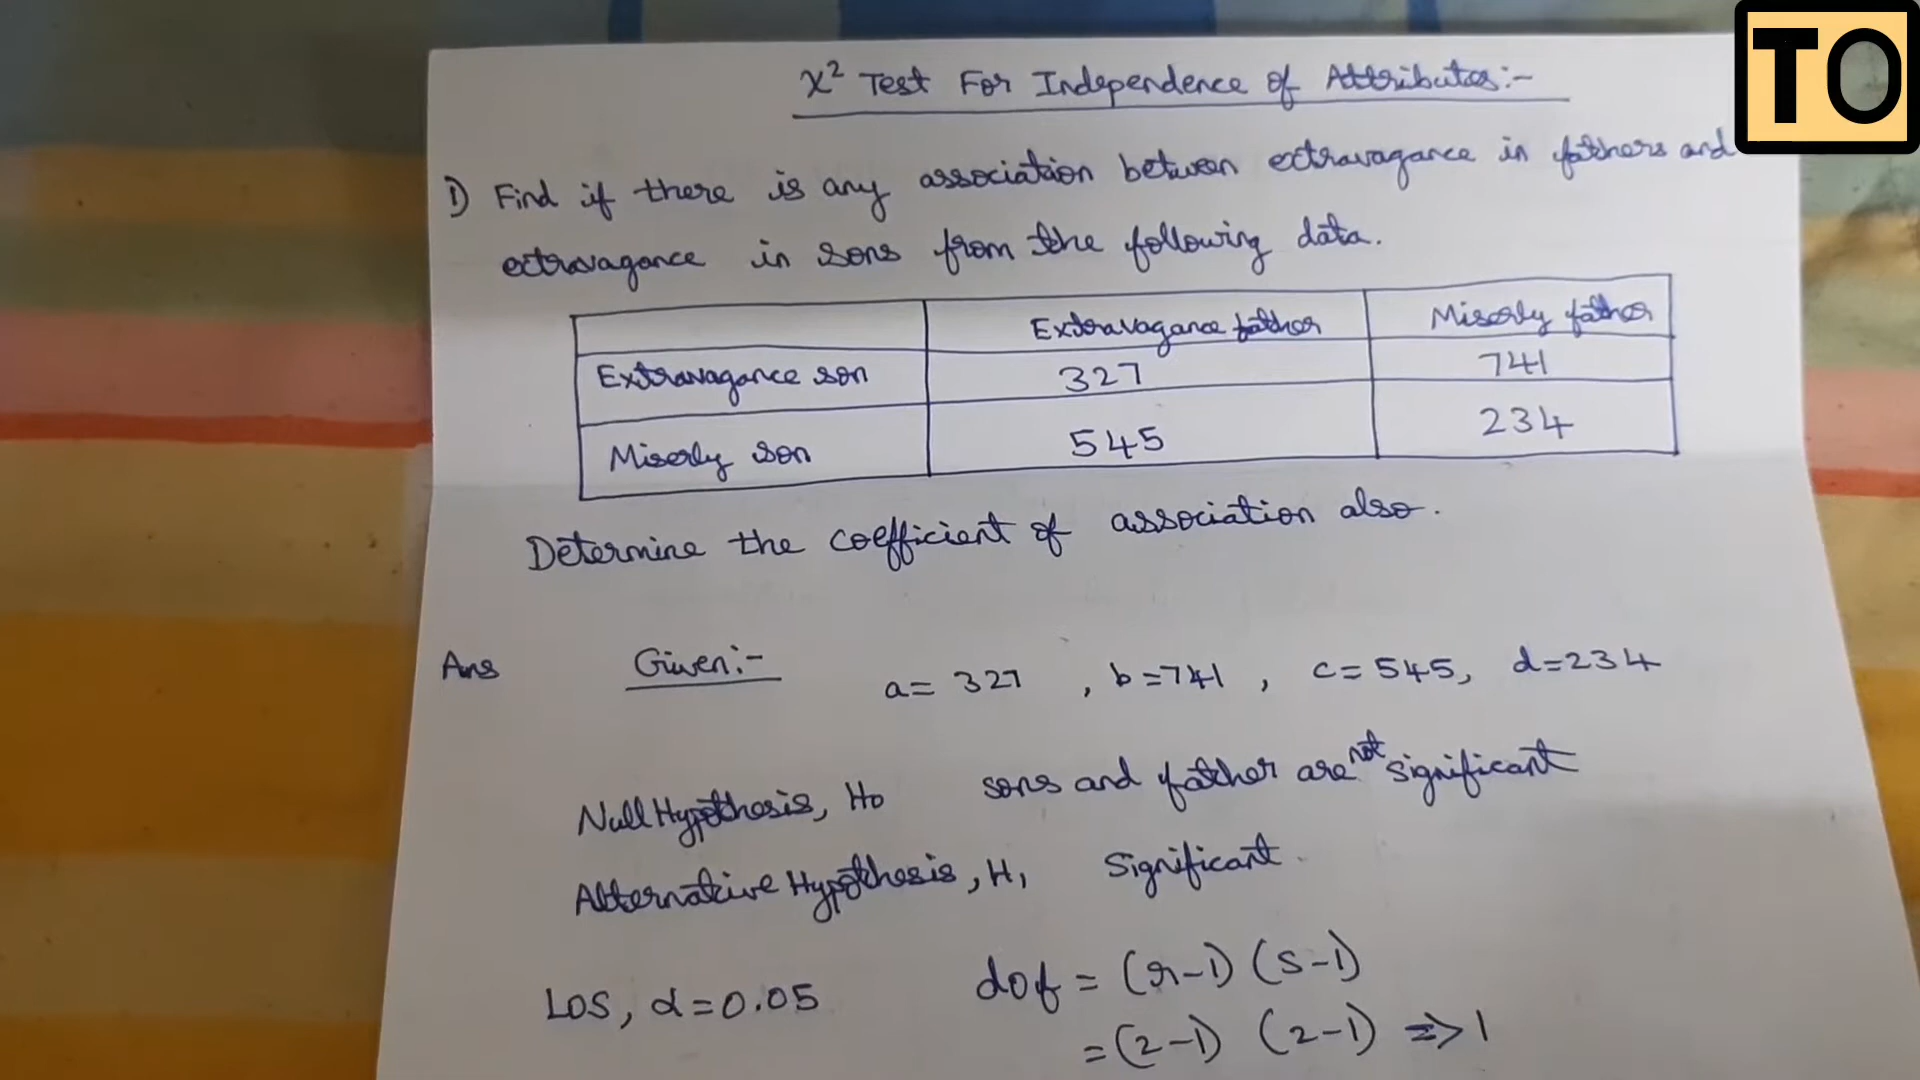 TO
χ² Test For Independence of Attributes:-
1) Find if there is any association between extravagance in fathers and
extravagance in sons from the following data.
Extravagance father Miserly father
Extravagance son 327 741
Miserly son 545 234
Determine the coefficient of association also.
Ans Given:- a= 327 , b=741 , c= 545, d=234
Null Hypothesis, H₀ sons and father are not significant
Alternative Hypothesis, H₁ Significant.
LOS, α=0.05 dof = (r-1) (s-1)
=(2-1) (2-1) => 1